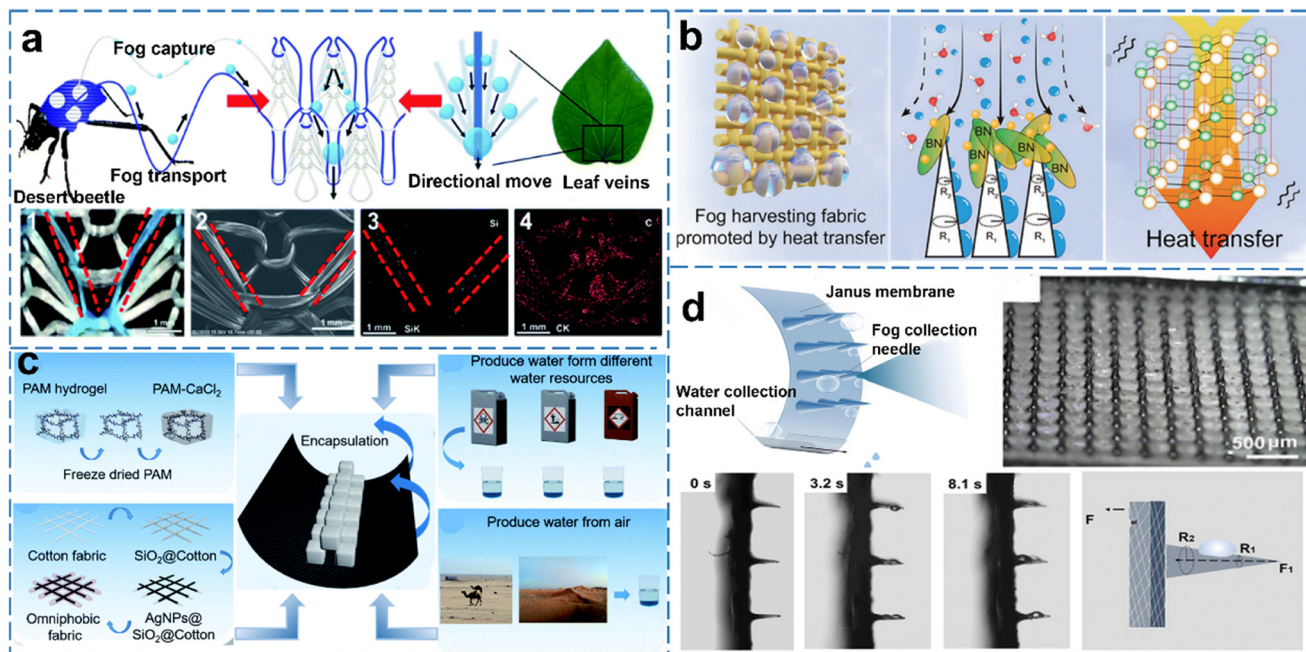 a
Fog capture
Fog transport
Desert beetle
Directional move
Leaf veins
1
1 mm
2
1 mm
3
Si
1 mm
SiK
4
C
1 mm
CK
b
Fog harvesting fabric
promoted by heat transfer
BN
BN
BN
BN
R2
R2
R2
R1
R1
R1
Heat transfer
c
PAM hydrogel
PAM-CaCl2
Freeze dried PAM
Cotton fabric
SiO2@Cotton
Omniphobic
fabric
AgNPs@
SiO2@Cotton
Encapsulation
Produce water form different
water resources
Produce water from air
d
Janus membrane
Fog collection
needle
Water collection
channel
500 μm
0 s
3.2 s
8.1 s
F
R2
R1
F1